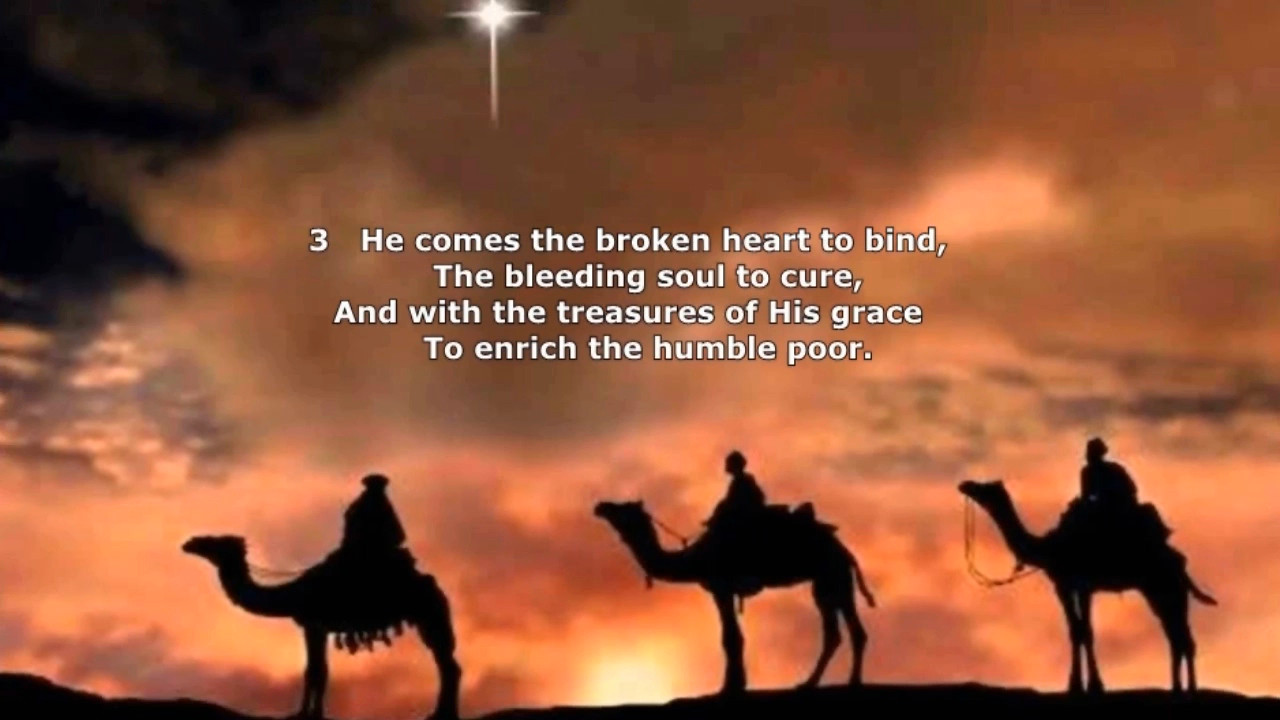 3 He comes the broken heart to bind,
The bleeding soul to cure,
And with the treasures of His grace
To enrich the humble poor.